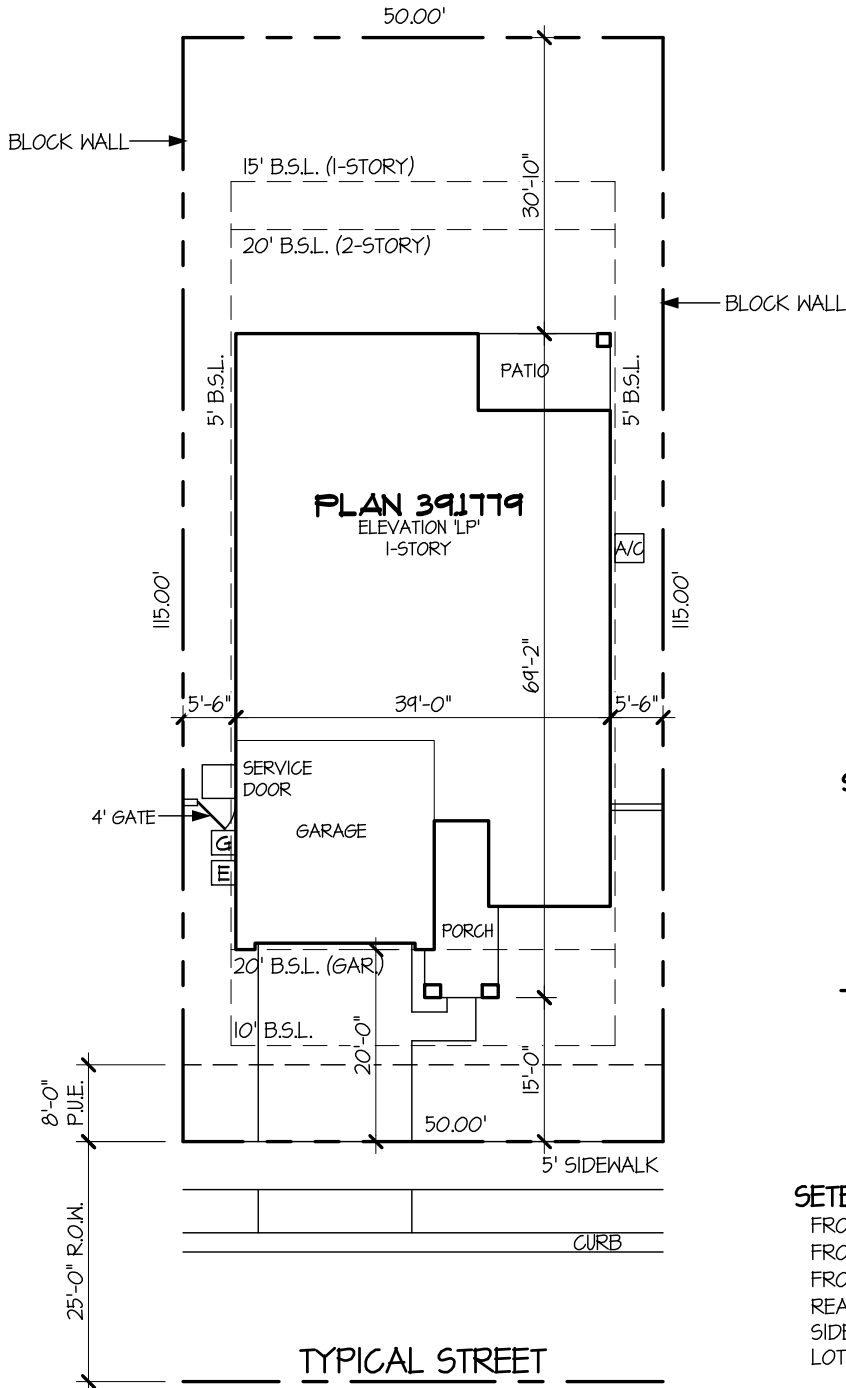 50.00'
BLOCK WALL
15' B.S.L. (1-STORY)
30'-10"
20' B.S.L. (2-STORY)
BLOCK WALL
5' B.S.L.
PATIO
5' B.S.L.
PLAN 39.1779
ELEVATION 'LP'
1-STORY
A/C
115.00'
115.00'
69'-2"
5'-6"
39'-0"
5'-6"
SERVICE
DOOR
4' GATE
GARAGE
G
E
PORCH
20' B.S.L. (GAR.)
10' B.S.L.
20'-0"
15'-0"
8'-0"
P.U.E.
50.00'
5' SIDEWALK
25'-0" R.O.W.
CURB
TYPICAL STREET
LOT